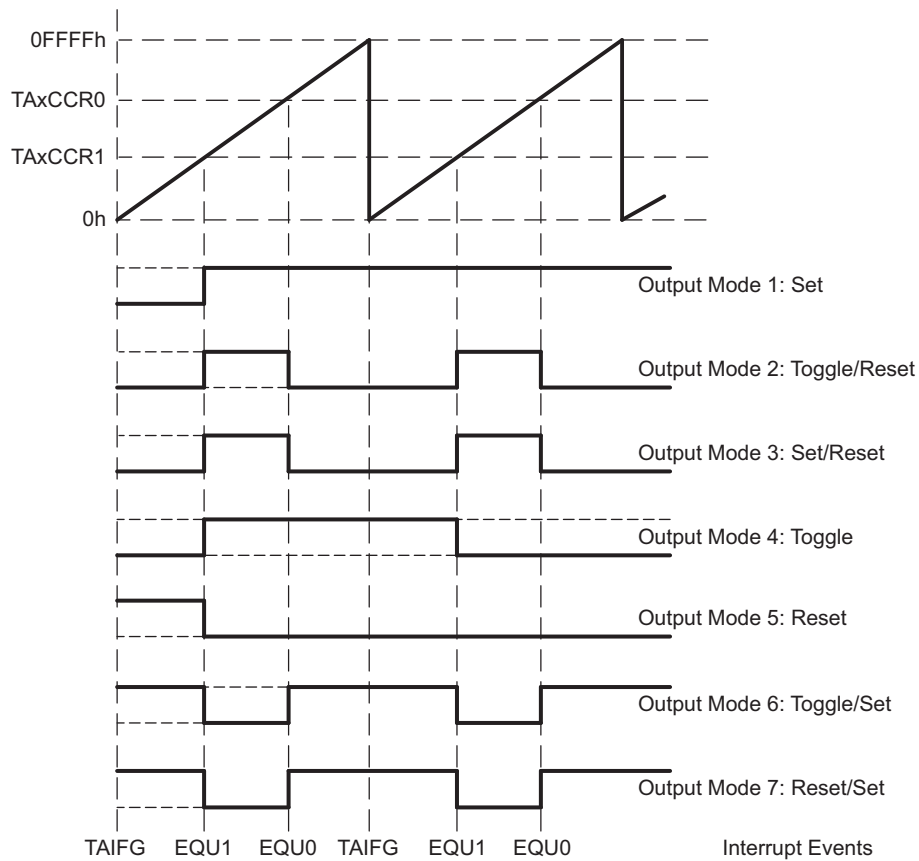 0FFFFh
TAxCCR0
TAxCCR1
0h
Output Mode 1: Set
Output Mode 2: Toggle/Reset
Output Mode 3: Set/Reset
Output Mode 4: Toggle
Output Mode 5: Reset
Output Mode 6: Toggle/Set
Output Mode 7: Reset/Set
TAIFG EQU1 EQU0 TAIFG EQU1 EQU0 Interrupt Events